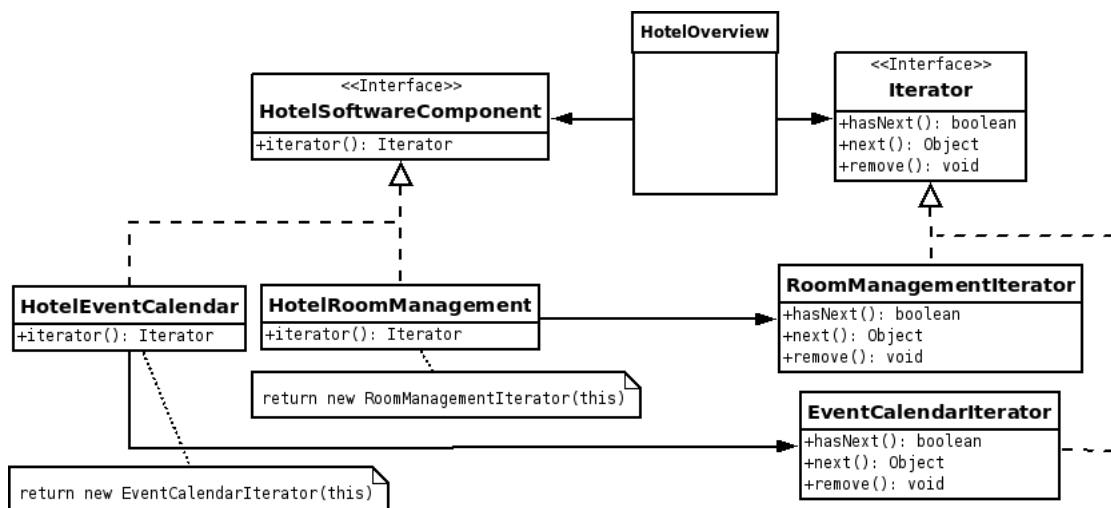 HotelOverview
<<Interface>>
HotelSoftwareComponent
+iterator(): Iterator
<<Interface>>
Iterator
+hasNext(): boolean
+next(): Object
+remove(): void
HotelEventCalendar
+iterator(): Iterator
HotelRoomManagement
+iterator(): Iterator
RoomManagementIterator
+hasNext(): boolean
+next(): Object
+remove(): void
return new RoomManagementIterator(this)
EventCalendarIterator
+hasNext(): boolean
+next(): Object
+remove(): void
return new EventCalendarIterator(this)